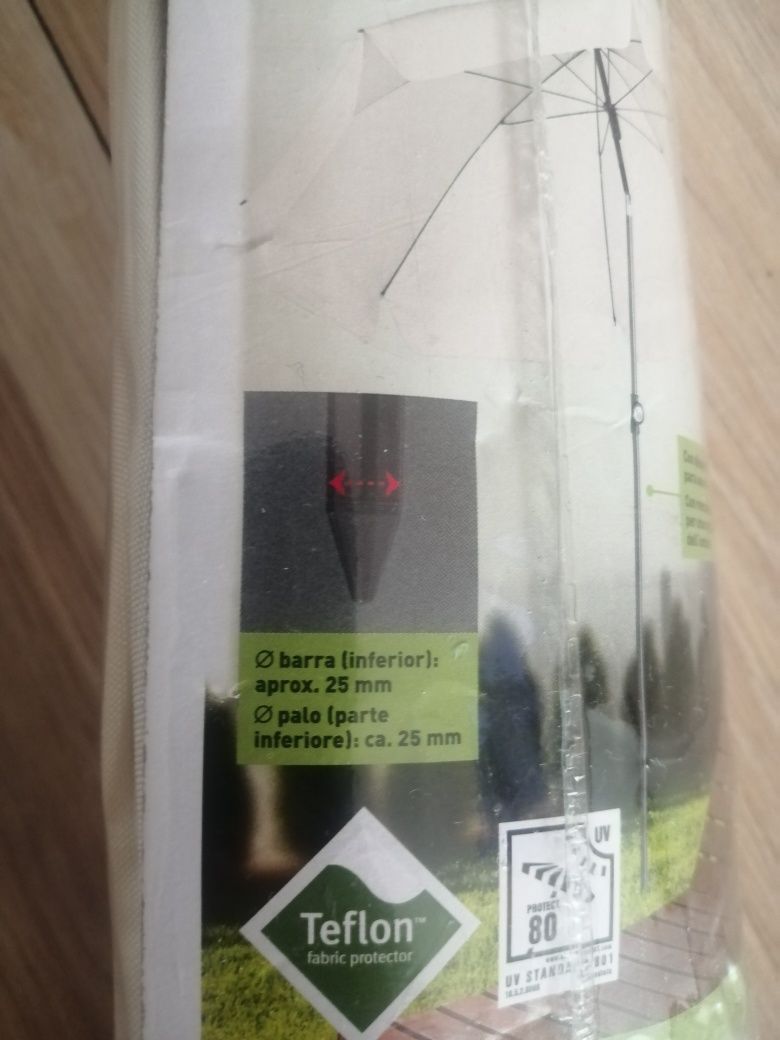 Ø barra (inferior):
aprox. 25 mm
Ø palo (parte
inferiore): ca. 25 mm
Teflon™
fabric protector
UV
PROTECT
80
UV STANDA 801